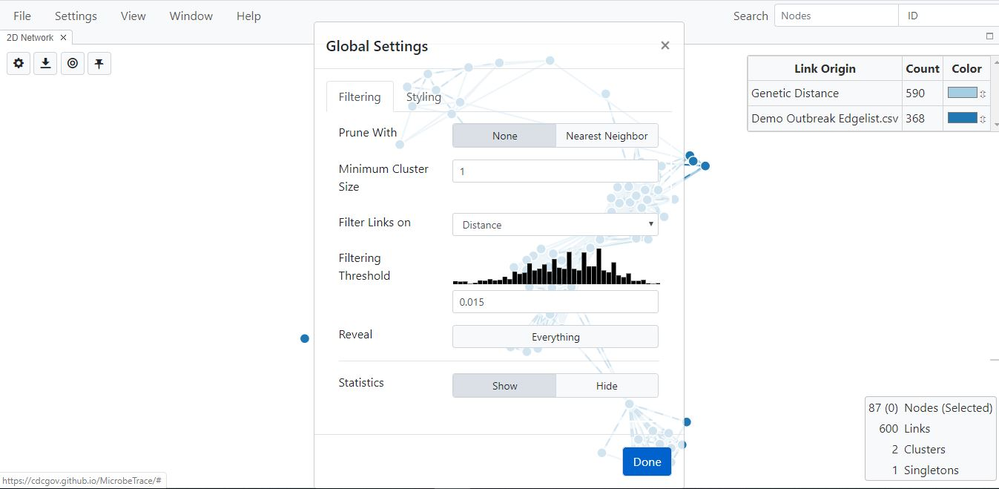 File Settings View Window Help Search Nodes ID
2D Network ×
Global Settings ×
Filtering Styling
Prune With None Nearest Neighbor
Minimum Cluster
Size
1
Filter Links on Distance
Filtering
Threshold
0.015
Reveal Everything
Statistics Show Hide
Done
Link Origin Count Color
Genetic Distance 590
Demo Outbreak Edgelist.csv 368
87 (0) Nodes (Selected)
600 Links
2 Clusters
1 Singletons
https://cdcgov.github.io/MicrobeTrace/#